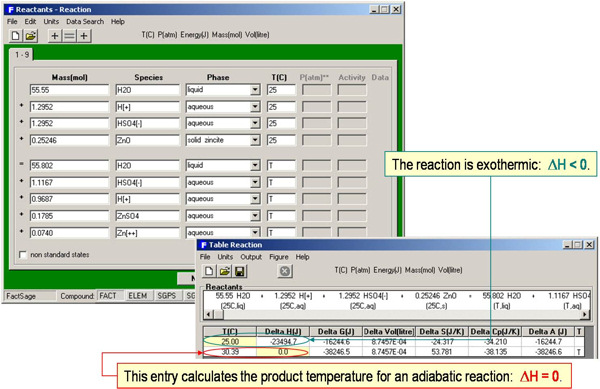 Reactants - Reaction
File Edit Units Data Search Help
T(C) P(atm) Energy(J) Mass(mol) Vol(litre)
1 - 9
Mass(mol) Species Phase T(C) P(atm)** Activity Data
55.55 H2O liquid 25
+ 1.2952 H[+] aqueous 25
+ 1.2952 HSO4[-] aqueous 25
+ 0.25246 ZnO solid zincite 25
= 55.802 H2O liquid T
+ 1.1167 HSO4[-] aqueous T
+ 0.9687 H[+] aqueous T
+ 0.1785 ZnSO4 aqueous T
+ 0.0740 Zn[++] aqueous T
non standard states
FactSage Compound: FACT ELEM SGPS
The reaction is exothermic: ΔH < 0.
Table Reaction
File Units Output Figure Help
T(C) P(atm) Energy(J) Mass(mol) Vol(litre)
Reactants
55.55 H2O + 1.2952 H[+] + 1.2952 HSO4[-] + 0.25246 ZnO = 55.802 H2O + 1.1167 HSO4
(25C,liq) (25C,aq) (25C,aq) (25C,s) (T,liq) (T,aq)
T(C) Delta H(J) Delta G(J) Delta Vol(litre) Delta S(J/K) Delta Cp(J/K) Delta A (J) T
25.00 -23494.7 -16244.6 8.7457E-04 -24.317 -34.210 -16244.7 T
30.39 0.0 -38246.5 8.7457E-04 53.781 -38.135 -38246.6 T
This entry calculates the product temperature for an adiabatic reaction: ΔH = 0.